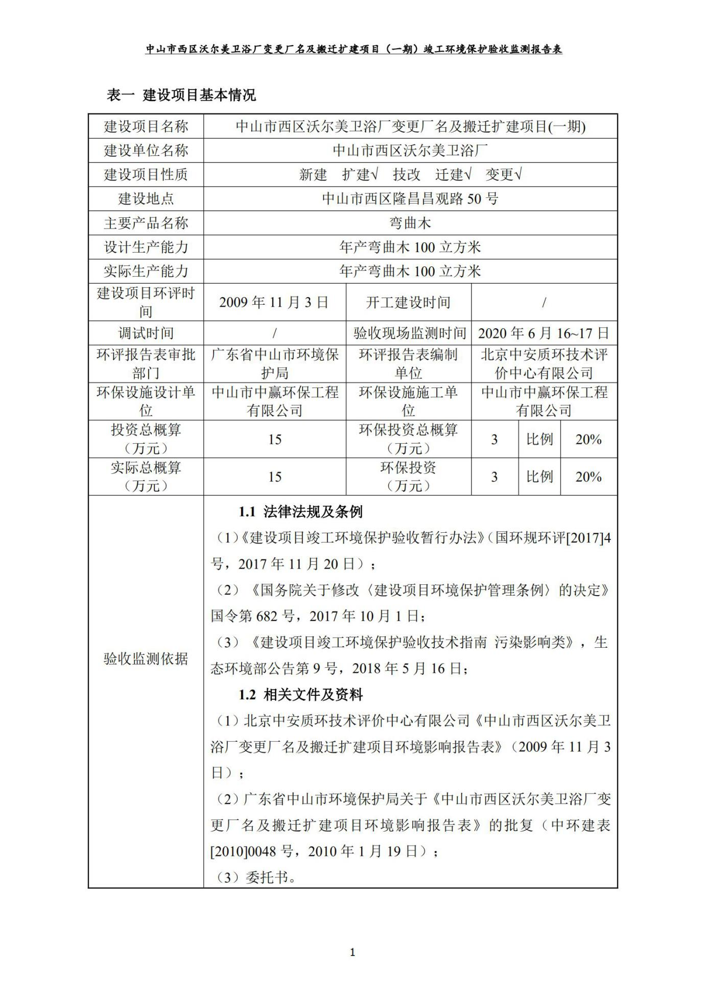 中山市西区沃尔美卫浴厂变更厂名及搬迁扩建项目（一期）竣工环境保护验收监测报告表
表一 建设项目基本情况
建设项目名称 中山市西区沃尔美卫浴厂变更厂名及搬迁扩建项目(一期)
建设单位名称 中山市西区沃尔美卫浴厂
建设项目性质 新建 扩建√ 技改 迁建√ 变更√
建设地点 中山市西区隆昌昌观路 50 号
主要产品名称 弯曲木
设计生产能力 年产弯曲木 100 立方米
实际生产能力 年产弯曲木 100 立方米
建设项目环评时
间
2009 年 11 月 3 日 开工建设时间 /
调试时间 / 验收现场监测时间 2020 年 6 月 16~17 日
环评报告表审批
部门
广东省中山市环境保
护局
环评报告表编制
单位
北京中安质环技术评
价中心有限公司
环保设施设计单
位
中山市中赢环保工程
有限公司
环保设施施工单
位
中山市中赢环保工程
有限公司
投资总概算
（万元）
15
环保投资总概算
（万元）
3 比例 20%
实际总概算
（万元）
15
环保投资
（万元）
3 比例 20%
验收监测依据
1.1 法律法规及条例
（1）《建设项目竣工环境保护验收暂行办法》（国环规环评[2017]4
号，2017 年 11 月 20 日）；
（2）《国务院关于修改〈建设项目环境保护管理条例〉的决定》
国令第 682 号，2017 年 10 月 1 日；
（3）《建设项目竣工环境保护验收技术指南 污染影响类》，生
态环境部公告第 9 号，2018 年 5 月 16 日；
1.2 相关文件及资料
（1）北京中安质环技术评价中心有限公司《中山市西区沃尔美卫
浴厂变更厂名及搬迁扩建项目环境影响报告表》（2009 年 11 月 3
日）；
（2）广东省中山市环境保护局关于《中山市西区沃尔美卫浴厂变
更厂名及搬迁扩建项目环境影响报告表》的批复（中环建表
[2010]0048 号，2010 年 1 月 19 日）；
（3）委托书。
1